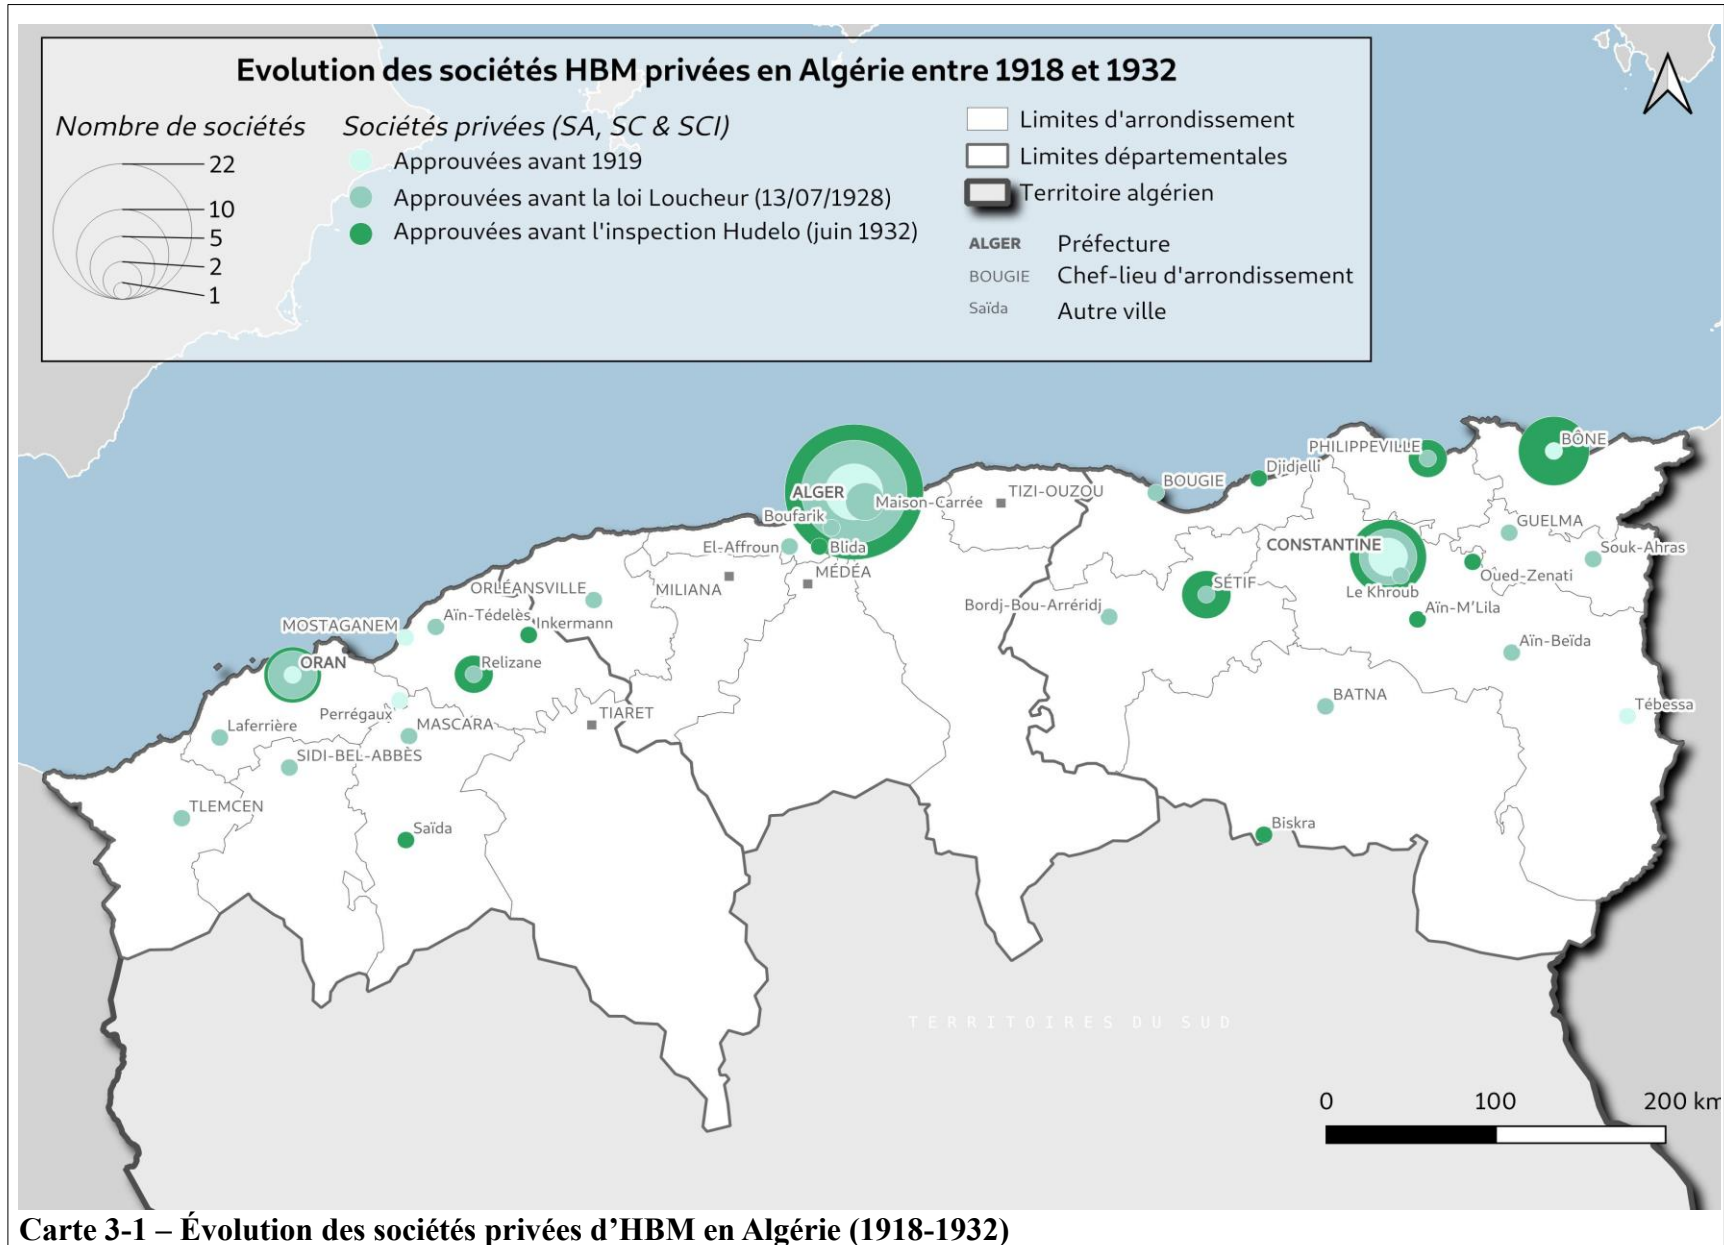 Evolution des sociétés HBM privées en Algérie entre 1918 et 1932
Nombre de sociétés
22
10
5
2
1
Sociétés privées (SA, SC & SCI)
Approuvées avant 1919
Approuvées avant la loi Loucheur (13/07/1928)
Approuvées avant l'inspection Hudelo (juin 1932)
Limites d'arrondissement
Limites départementales
Territoire algérien
ALGER Préfecture
BOUGIE Chef-lieu d'arrondissement
Saïda Autre ville
PHILIPPEVILLE
BÔNE
Djidjelli
BOUGIE
TIZI-OUZOU
ALGER
Maison-Carrée
Boufarik
GUELMA
El-Affroun
Blida
CONSTANTINE
Souk-Ahras
MÉDÉA
SÉTIF
Oued-Zenati
ORLÉANSVILLE
MILIANA
Le Khroub
Bordj-Bou-Arréridj
Aïn-M'Lila
MOSTAGANEM
Aïn-Tédelès
Inkermann
Aïn-Beïda
ORAN
Relizane
BATNA
Tébessa
Perrégaux
TIARET
Laferrière
MASCARA
SIDI-BEL-ABBÈS
TLEMCEN
Saïda
Biskra
TERRITOIRES DU SUD
0 100 200 km
Carte 3-1 – Évolution des sociétés privées d'HBM en Algérie (1918-1932)